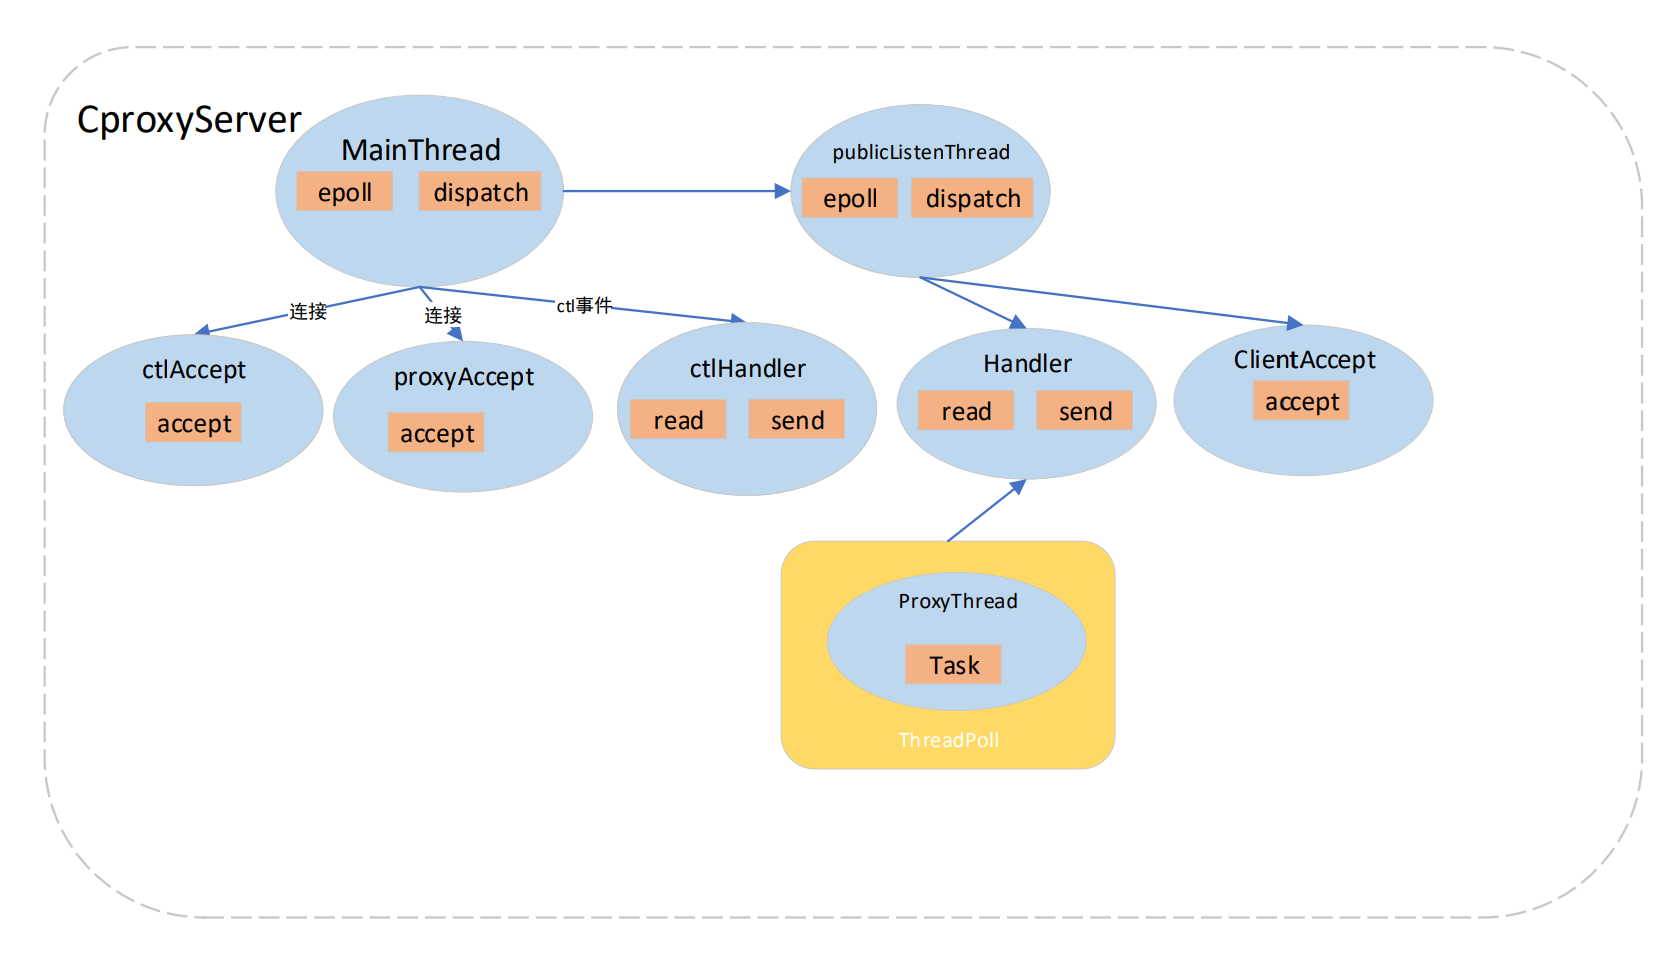 CproxyServer
MainThread
epoll dispatch
publicListenThread
epoll dispatch
连接
连接
ctl事件
ctlAccept
accept
proxyAccept
accept
ctlHandler
read send
Handler
read send
ClientAccept
accept
ProxyThread
Task
ThreadPoll